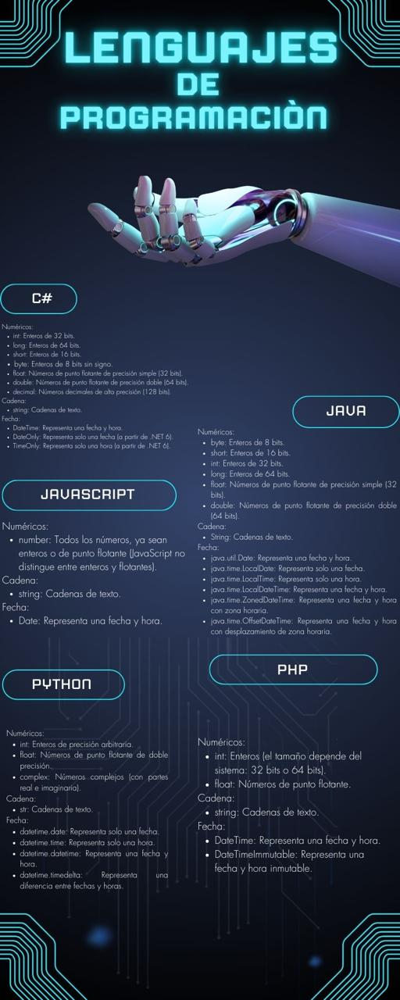 LENGUAJES
DE
PROGRAMACIÒN
C#
Numéricos:
• int: Enteros de 32 bits.
• long: Enteros de 64 bits.
• short: Enteros de 16 bits.
• byte: Enteros de 8 bits sin signo.
• float: Números de punto flotante de precisión simple (32 bits).
• double: Números de punto flotante de precisión doble (64 bits).
• decimal: Números decimales de alta precisión (128 bits).
Cadena:
• string: Cadenas de texto.
Fecha:
• DateTime: Representa una fecha y hora.
• DateOnly: Representa solo una fecha (a partir de .NET 6).
• TimeOnly: Representa solo una hora (a partir de .NET 6).
JAVA
Numéricos:
• byte: Enteros de 8 bits.
• short: Enteros de 16 bits.
• int: Enteros de 32 bits.
• long: Enteros de 64 bits.
• float: Números de punto flotante de precisión simple (32
bits).
• double: Números de punto flotante de precisión doble
(64 bits).
Cadena:
• String: Cadenas de texto.
Fecha:
• java.util.Date: Representa una fecha y hora.
• java.time.LocalDate: Representa solo una fecha.
• java.time.LocalTime: Representa solo una hora.
• java.time.LocalDateTime: Representa una fecha y hora.
• java.time.ZonedDateTime: Representa una fecha y hora
con zona horaria.
• java.time.OffsetDateTime: Representa una fecha y hora
con desplazamiento de zona horaria.
JAVASCRIPT
Numéricos:
• number: Todos los números, ya sean
enteros o de punto flotante (JavaScript no
distingue entre enteros y flotantes).
Cadena:
• string: Cadenas de texto.
Fecha:
• Date: Representa una fecha y hora.
PHP
Numéricos:
• int: Enteros (el tamaño depende del
sistema: 32 bits o 64 bits).
• float: Números de punto flotante.
Cadena:
• string: Cadenas de texto.
Fecha:
• DateTime: Representa una fecha y hora.
• DateTimeImmutable: Representa una
fecha y hora inmutable.
PYTHON
Numéricos:
• int: Enteros de precisión arbitraria.
• float: Números de punto flotante de doble
precisión.
• complex: Números complejos (con partes
real e imaginaria).
Cadena:
• str: Cadenas de texto.
Fecha:
• datetime.date: Representa solo una fecha.
• datetime.time: Representa solo una hora.
• datetime.datetime: Representa una fecha y
hora.
• datetime.timedelta: Representa una
diferencia entre fechas y horas.